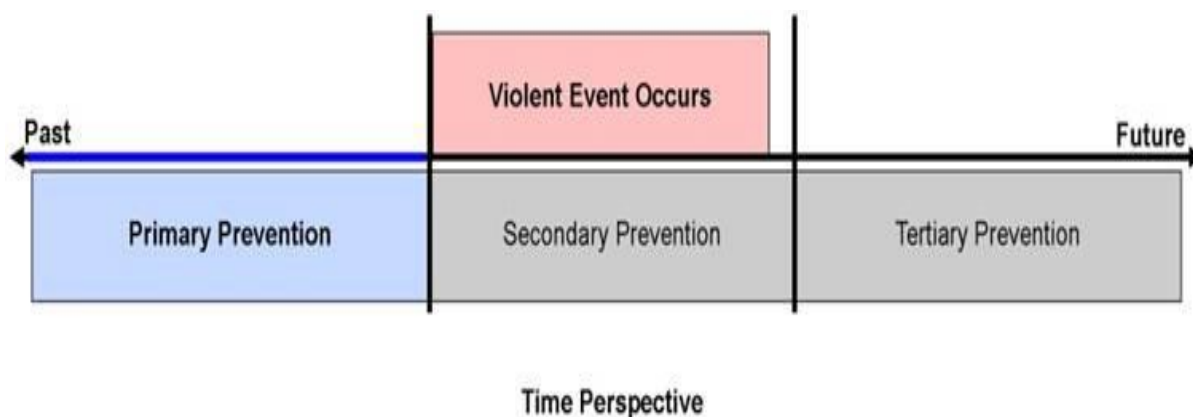 Violent Event Occurs
Past
Future
Primary Prevention
Secondary Prevention
Tertiary Prevention
Time Perspective